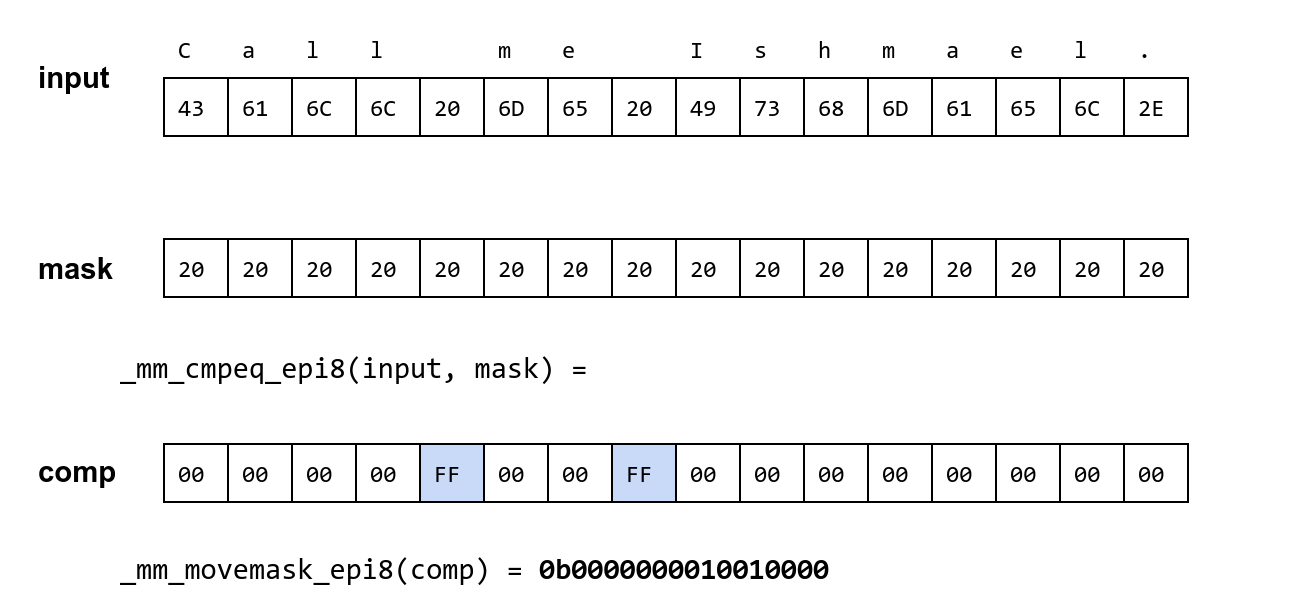 C a l l m e I s h m a e l .
input 43 61 6C 6C 20 6D 65 20 49 73 68 6D 61 65 6C 2E
mask 20 20 20 20 20 20 20 20 20 20 20 20 20 20 20 20
_mm_cmpeq_epi8(input, mask) =
comp 00 00 00 00 FF 00 00 FF 00 00 00 00 00 00 00 00
_mm_movemask_epi8(comp) = 0b0000000010010000